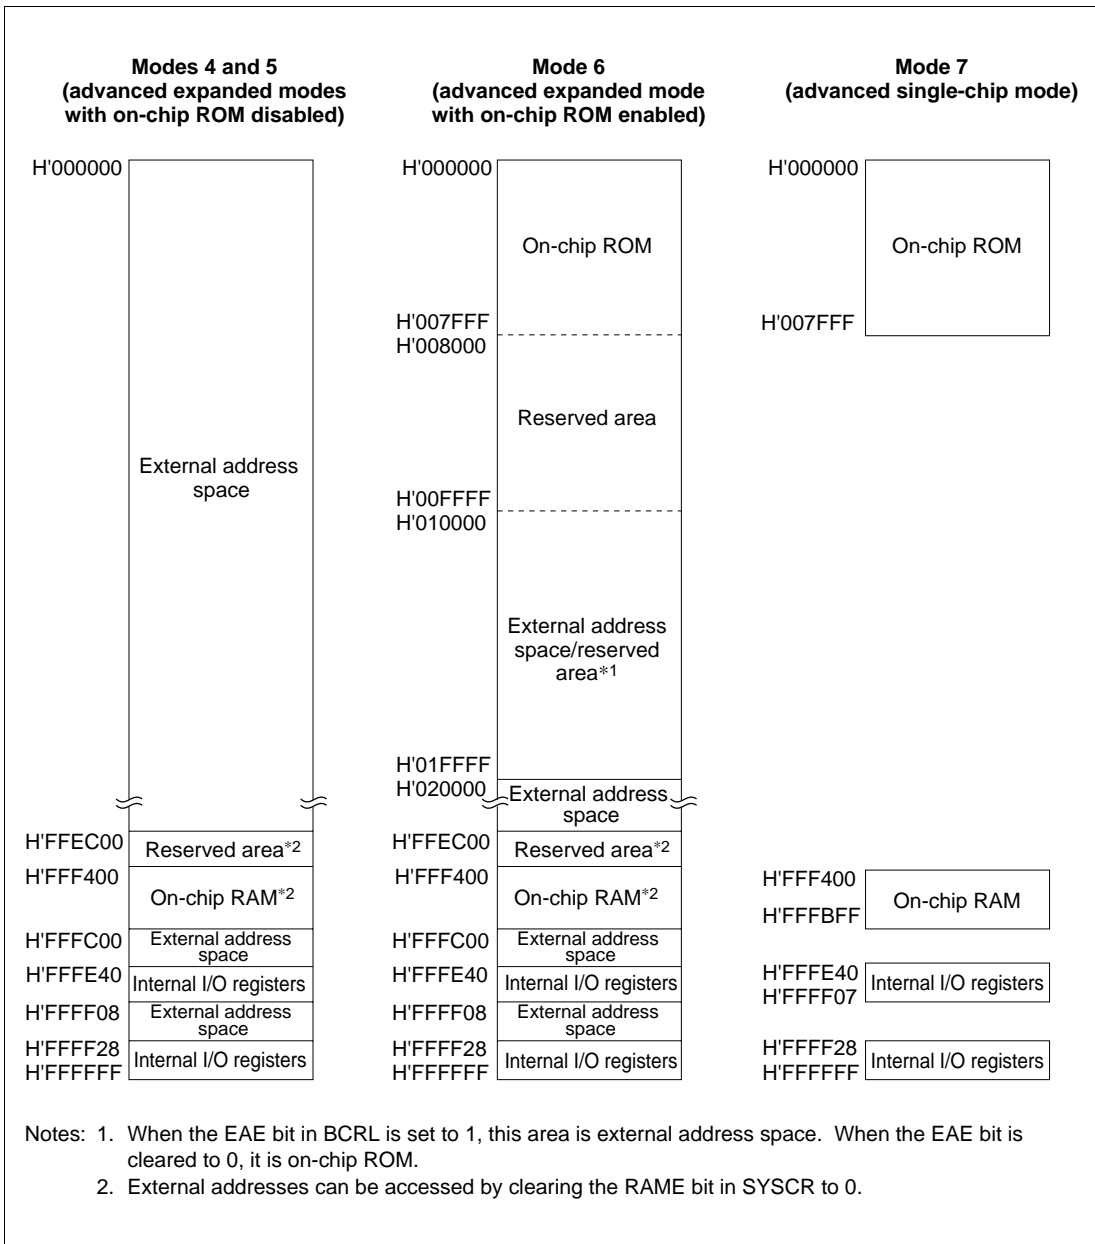 Modes 4 and 5
(advanced expanded modes
with on-chip ROM disabled)
H'000000
External address
space
H'FFEC00
Reserved area*2
H'FFF400
On-chip RAM*2
H'FFFC00
External address
space
H'FFFE40
Internal I/O registers
H'FFFF08
External address
space
H'FFFF28
Internal I/O registers
H'FFFFFF
Mode 6
(advanced expanded mode
with on-chip ROM enabled)
H'000000
On-chip ROM
H'007FFF
H'008000
Reserved area
H'00FFFF
H'010000
External address
space/reserved
area*1
H'01FFFF
H'020000
External address
space
H'FFEC00
Reserved area*2
H'FFF400
On-chip RAM*2
H'FFFC00
External address
space
H'FFFE40
Internal I/O registers
H'FFFF08
External address
space
H'FFFF28
Internal I/O registers
H'FFFFFF
Mode 7
(advanced single-chip mode)
H'000000
On-chip ROM
H'007FFF
H'FFF400
On-chip RAM
H'FFFBFF
H'FFFE40
Internal I/O registers
H'FFFF07
H'FFFF28
Internal I/O registers
H'FFFFFF
Notes: 1. When the EAE bit in BCRL is set to 1, this area is external address space. When the EAE bit is
cleared to 0, it is on-chip ROM.
2. External addresses can be accessed by clearing the RAME bit in SYSCR to 0.